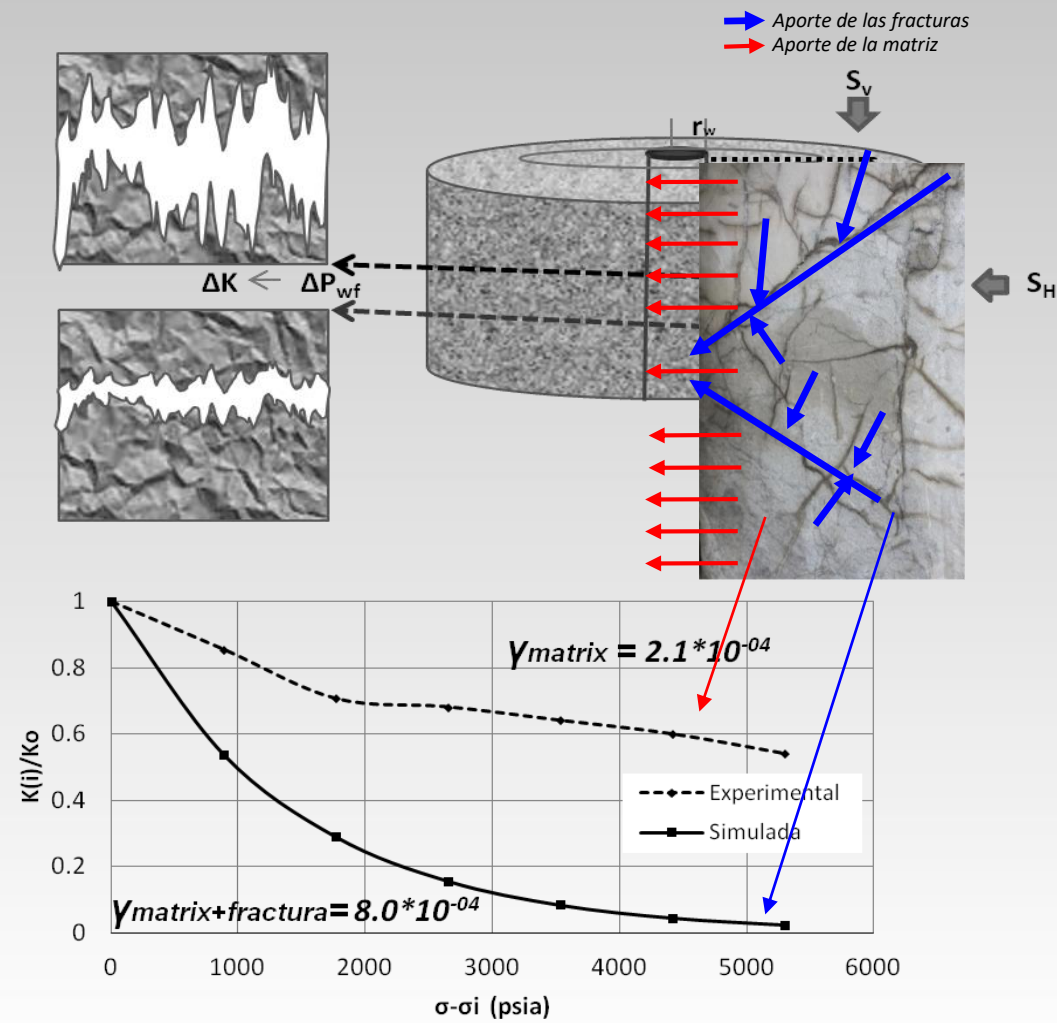 Aporte de las fracturas
Aporte de la matriz
Sv
rw
SH
ΔK ← ΔPwf
γmatrix = 2.1*10-04
K(i)/Ko
1
0.8
0.6
0.4
0.2
0
Experimental
Simulada
γmatrix+fractura= 8.0*10-04
0 1000 2000 3000 4000 5000 6000
σ-σi (psia)